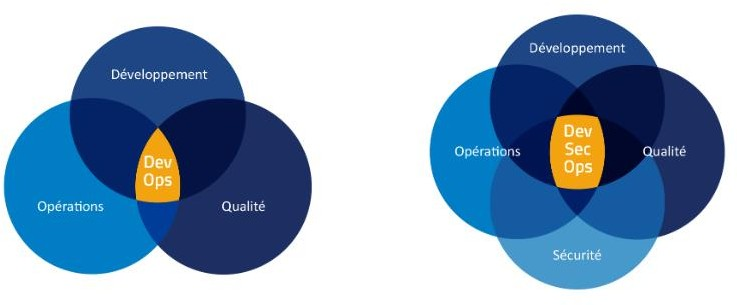 Développement
Dev
Ops
Opérations
Qualité
Développement
Dev
Sec
Ops
Opérations
Qualité
Sécurité